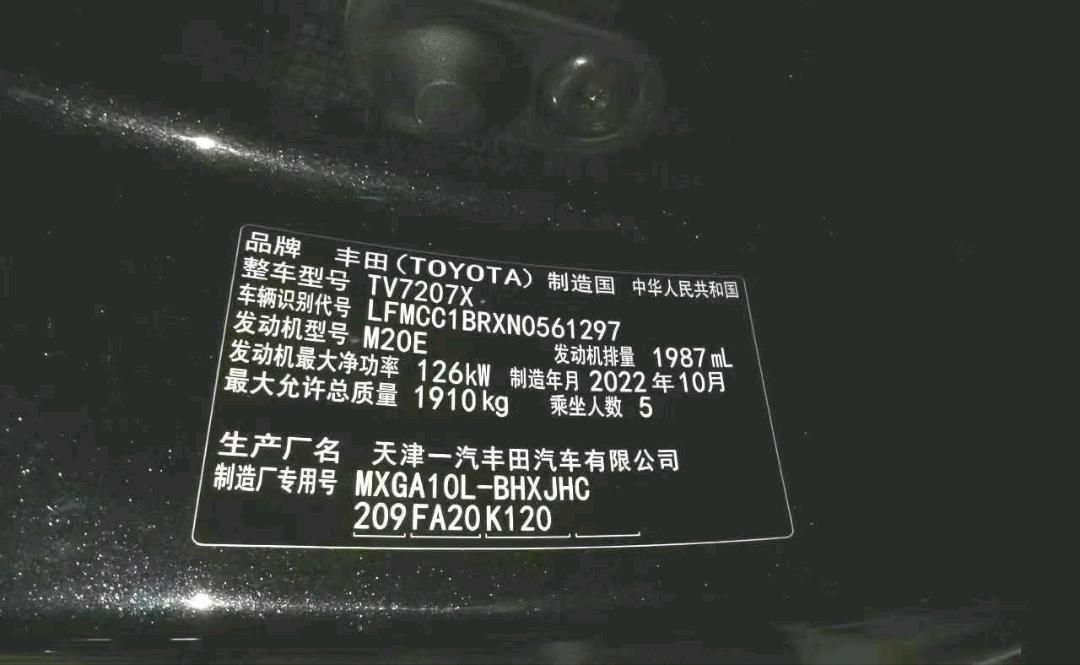 品牌 丰田(TOYOTA) 制造国 中华人民共和国
整车型号 TV7207X
车辆识别代号 LFMCC1BRXN0561297
发动机型号 M20E 发动机排量 1987mL
发动机最大净功率 126kW 制造年月 2022年10月
最大允许总质量 1910kg 乘坐人数 5
生产厂名 天津一汽丰田汽车有限公司
制造厂专用号 MXGA10L-BHXJHC
209FA20K120